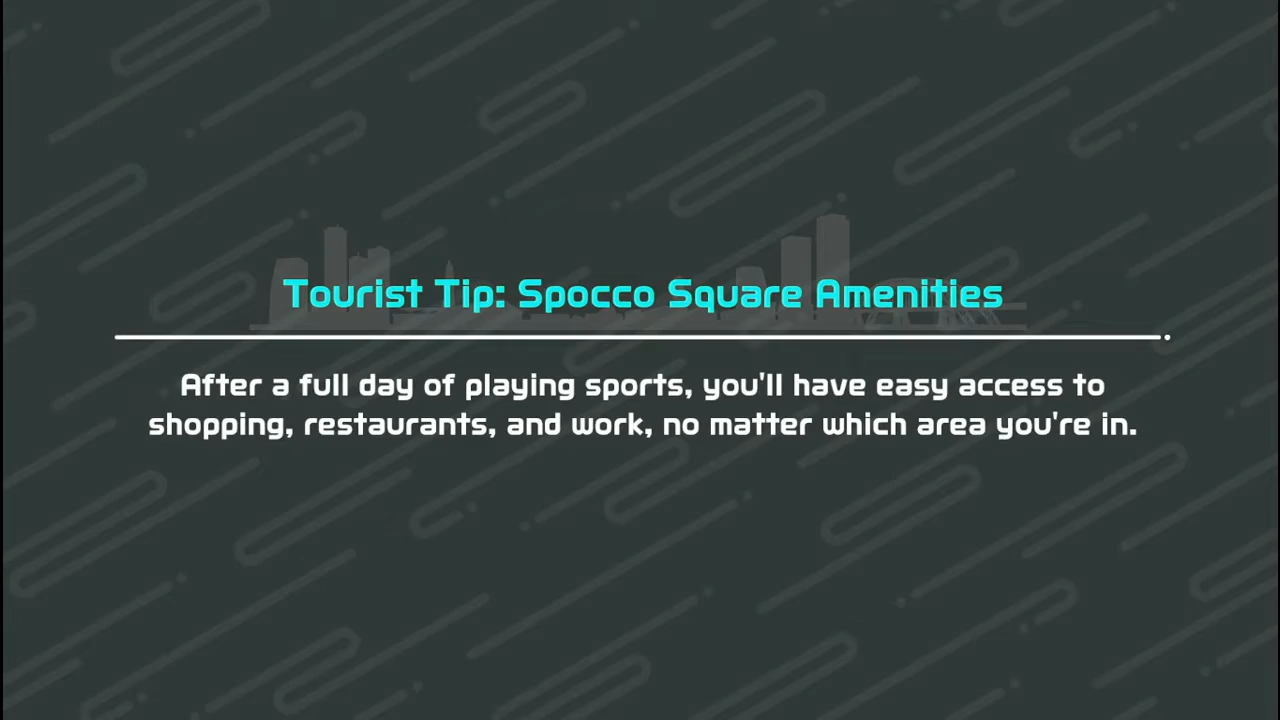 Tourist Tip: Spocco Square Amenities
After a full day of playing sports, you'll have easy access to
shopping, restaurants, and work, no matter which area you're in.